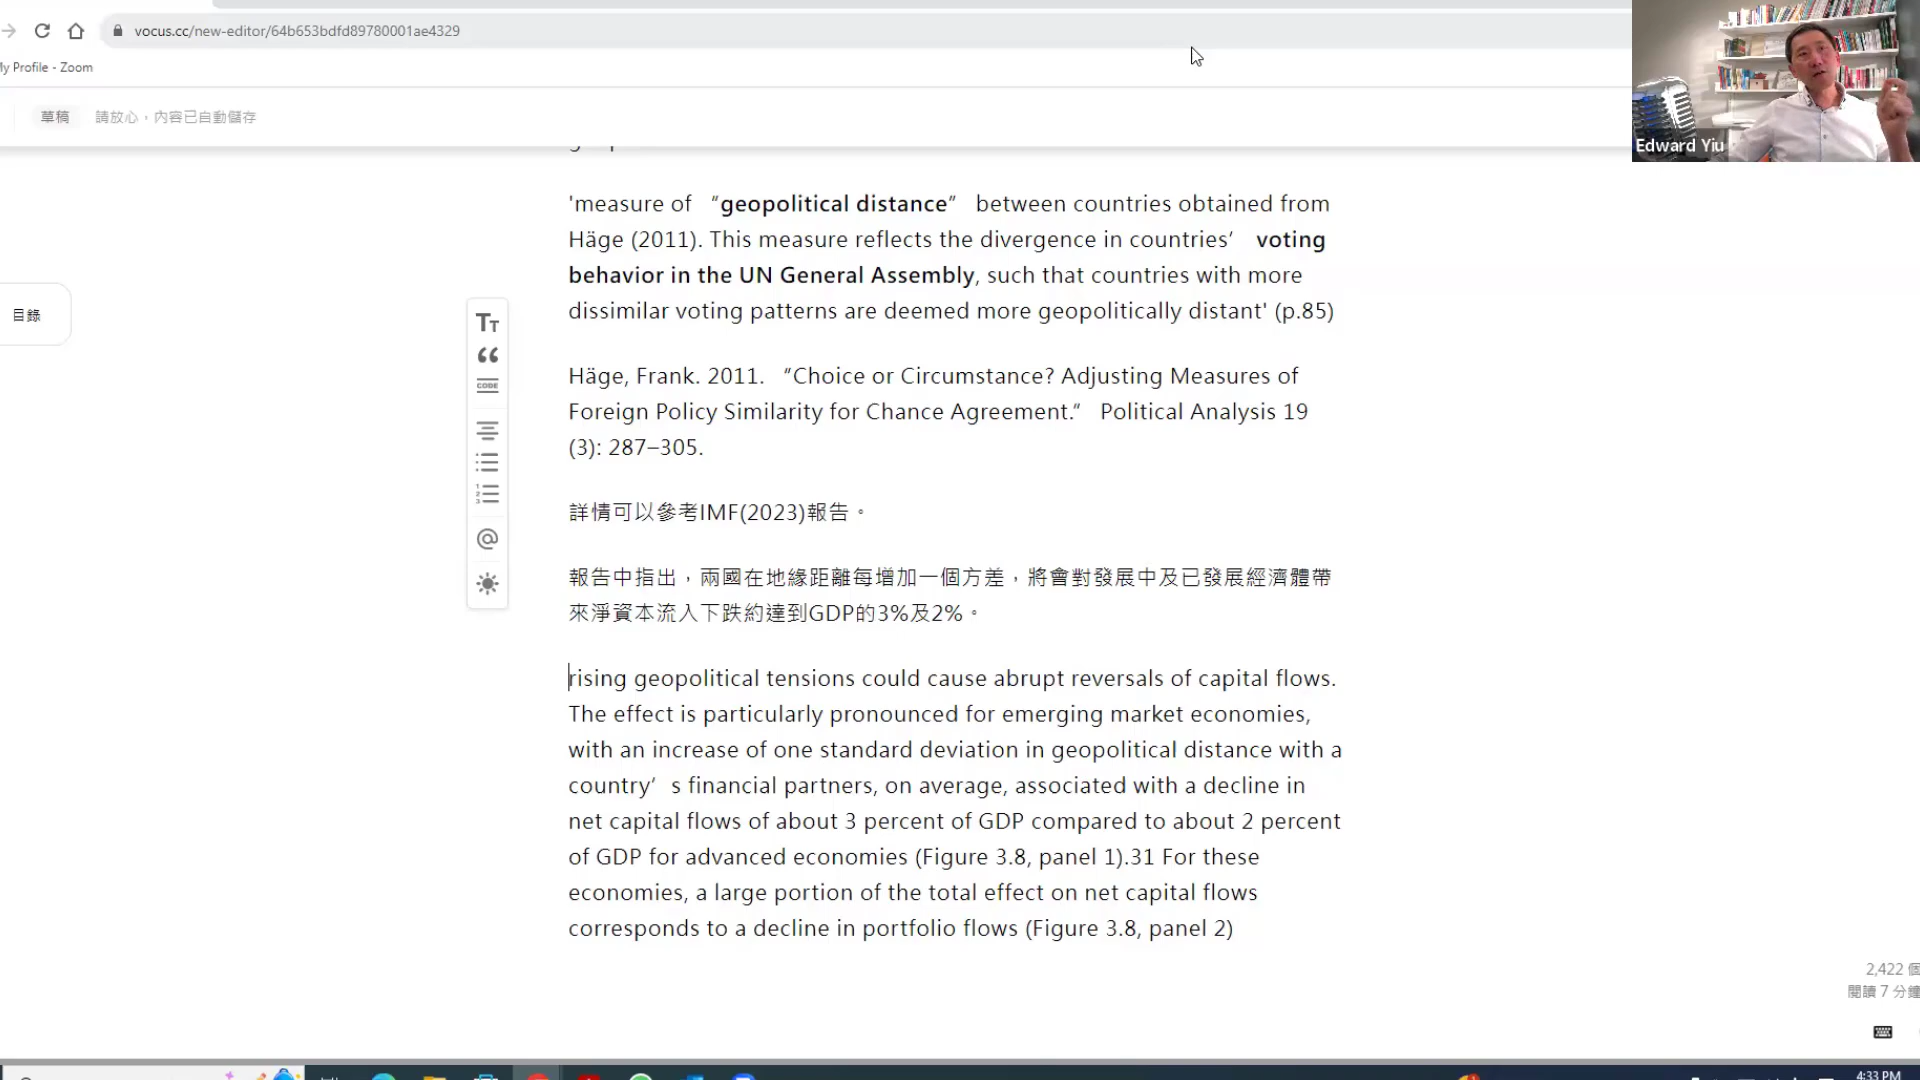 vocus.cc/new-editor/64b653bdfd89780001ae4329
My Profile - Zoom
草稿 請放心，內容已自動儲存
Edward Yiu
'measure of “geopolitical distance” between countries obtained from
Häge (2011). This measure reflects the divergence in countries’ voting
behavior in the UN General Assembly, such that countries with more
dissimilar voting patterns are deemed more geopolitically distant' (p.85)
目錄
Häge, Frank. 2011. “Choice or Circumstance? Adjusting Measures of
Foreign Policy Similarity for Chance Agreement.” Political Analysis 19
(3): 287–305.
詳情可以參考IMF(2023)報告。
報告中指出，兩國在地緣距離每增加一個方差，將會對發展中及已發展經濟體帶
來淨資本流入下跌約達到GDP的3%及2%。
rising geopolitical tensions could cause abrupt reversals of capital flows.
The effect is particularly pronounced for emerging market economies,
with an increase of one standard deviation in geopolitical distance with a
country’s financial partners, on average, associated with a decline in
net capital flows of about 3 percent of GDP compared to about 2 percent
of GDP for advanced economies (Figure 3.8, panel 1).31 For these
economies, a large portion of the total effect on net capital flows
corresponds to a decline in portfolio flows (Figure 3.8, panel 2)
TT
CODE
2,422 個
閱讀 7 分鐘
4:33 PM